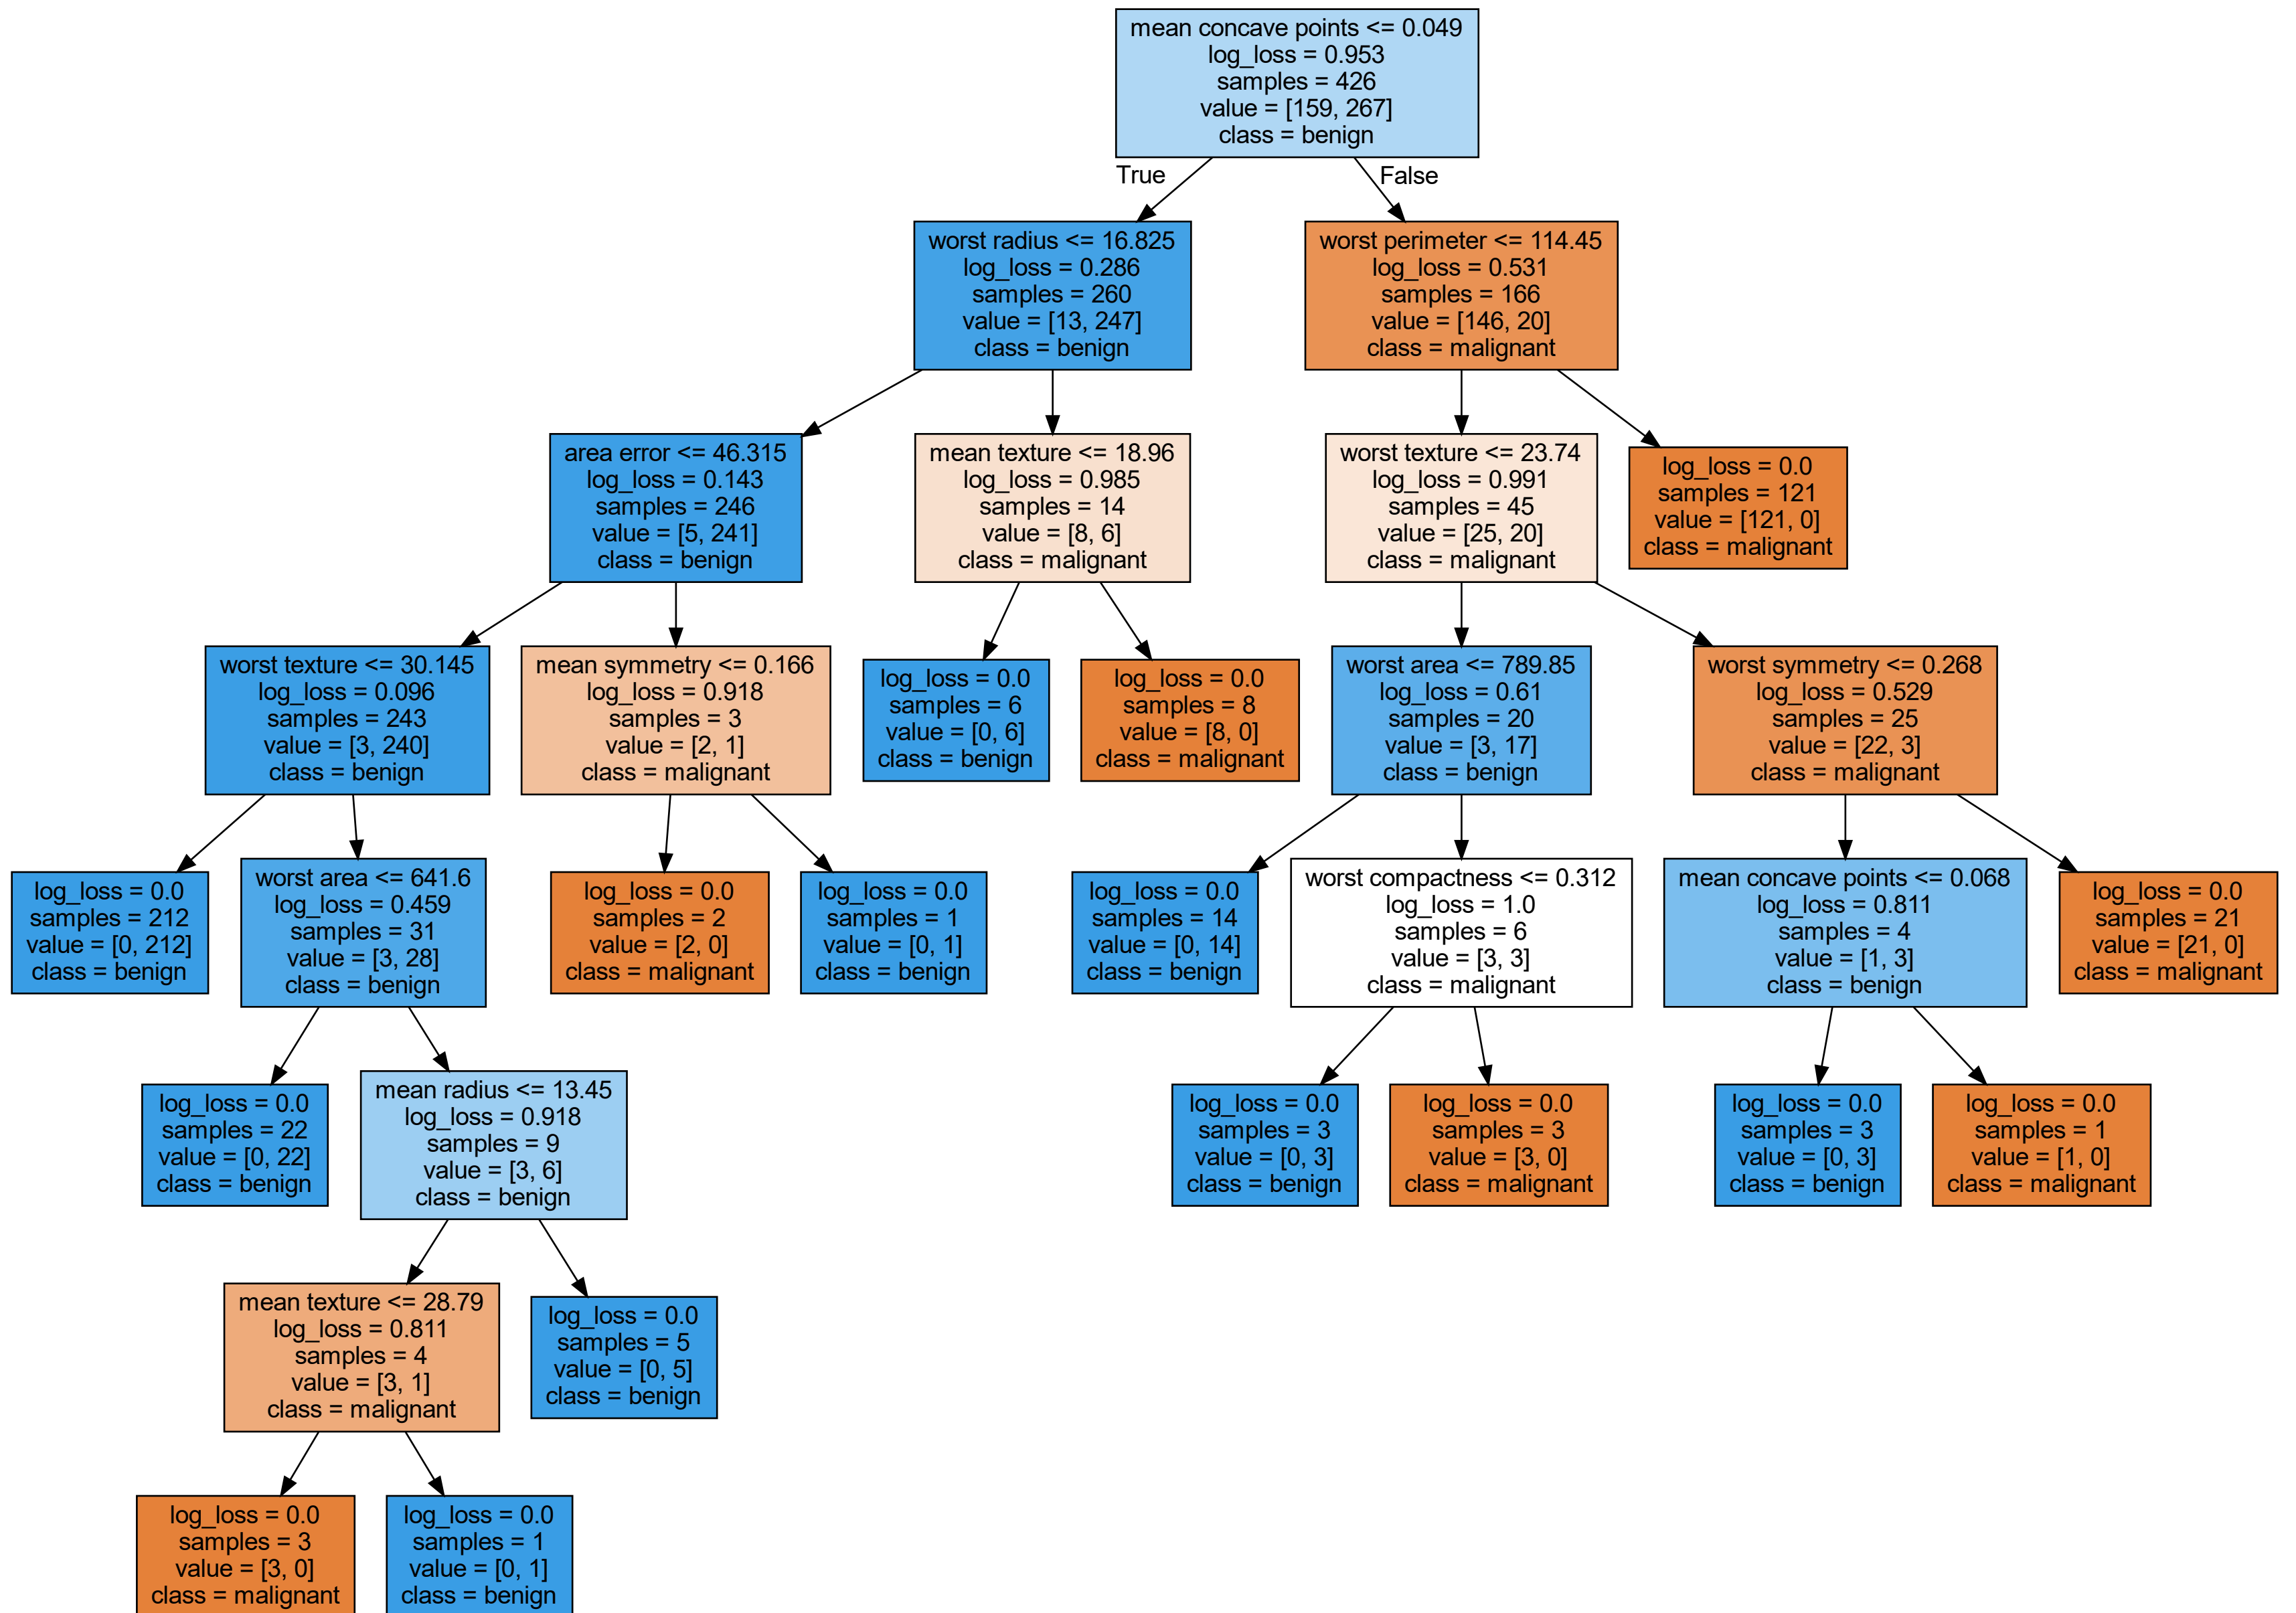 mean concave points <= 0.049
log_loss = 0.953
samples = 426
value = [159, 267]
class = benign
True
False
worst radius <= 16.825
log_loss = 0.286
samples = 260
value = [13, 247]
class = benign
worst perimeter <= 114.45
log_loss = 0.531
samples = 166
value = [146, 20]
class = malignant
area error <= 46.315
log_loss = 0.143
samples = 246
value = [5, 241]
class = benign
mean texture <= 18.96
log_loss = 0.985
samples = 14
value = [8, 6]
class = malignant
worst texture <= 23.74
log_loss = 0.991
samples = 45
value = [25, 20]
class = malignant
log_loss = 0.0
samples = 121
value = [121, 0]
class = malignant
worst texture <= 30.145
log_loss = 0.096
samples = 243
value = [3, 240]
class = benign
mean symmetry <= 0.166
log_loss = 0.918
samples = 3
value = [2, 1]
class = malignant
log_loss = 0.0
samples = 6
value = [0, 6]
class = benign
log_loss = 0.0
samples = 8
value = [8, 0]
class = malignant
worst area <= 789.85
log_loss = 0.61
samples = 20
value = [3, 17]
class = benign
worst symmetry <= 0.268
log_loss = 0.529
samples = 25
value = [22, 3]
class = malignant
log_loss = 0.0
samples = 212
value = [0, 212]
class = benign
worst area <= 641.6
log_loss = 0.459
samples = 31
value = [3, 28]
class = benign
log_loss = 0.0
samples = 2
value = [2, 0]
class = malignant
log_loss = 0.0
samples = 1
value = [0, 1]
class = benign
log_loss = 0.0
samples = 14
value = [0, 14]
class = benign
worst compactness <= 0.312
log_loss = 1.0
samples = 6
value = [3, 3]
class = malignant
mean concave points <= 0.068
log_loss = 0.811
samples = 4
value = [1, 3]
class = benign
log_loss = 0.0
samples = 21
value = [21, 0]
class = malignant
log_loss = 0.0
samples = 22
value = [0, 22]
class = benign
mean radius <= 13.45
log_loss = 0.918
samples = 9
value = [3, 6]
class = benign
log_loss = 0.0
samples = 3
value = [0, 3]
class = benign
log_loss = 0.0
samples = 3
value = [3, 0]
class = malignant
log_loss = 0.0
samples = 3
value = [0, 3]
class = benign
log_loss = 0.0
samples = 1
value = [1, 0]
class = malignant
mean texture <= 28.79
log_loss = 0.811
samples = 4
value = [3, 1]
class = malignant
log_loss = 0.0
samples = 5
value = [0, 5]
class = benign
log_loss = 0.0
samples = 3
value = [3, 0]
class = malignant
log_loss = 0.0
samples = 1
value = [0, 1]
class = benign